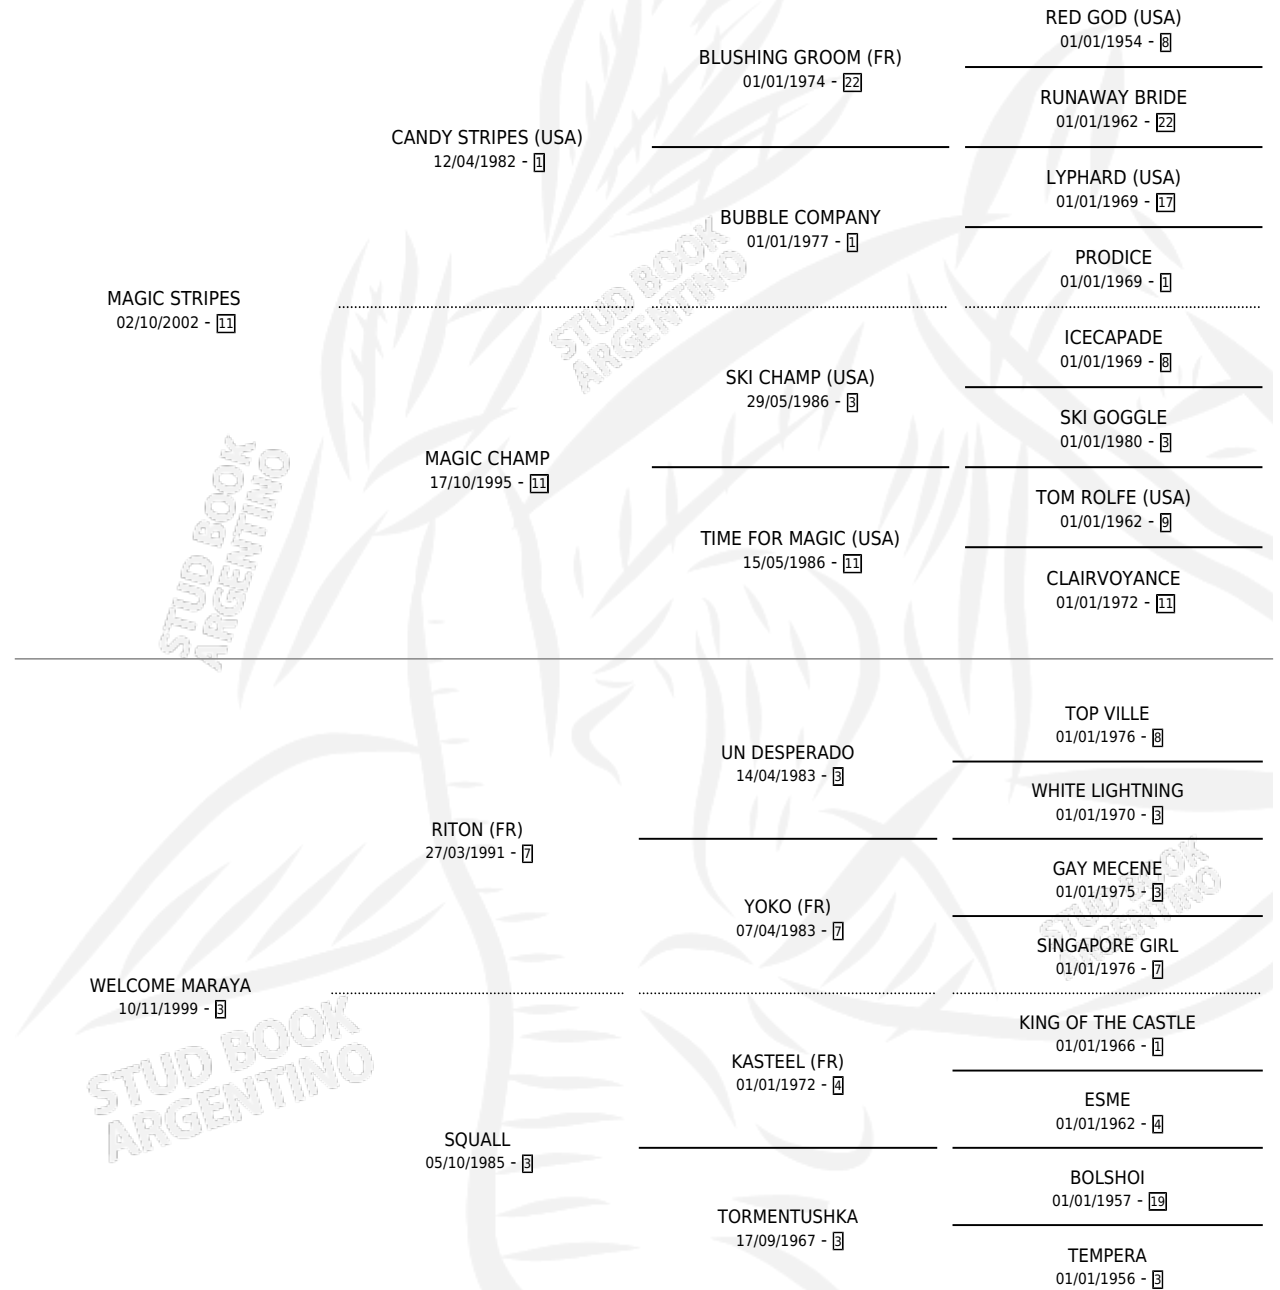 RED GOD (USA)
01/01/1954 - 8
BLUSHING GROOM (FR)
01/01/1974 - 22
RUNAWAY BRIDE
01/01/1962 - 22
CANDY STRIPES (USA)
12/04/1982 - 1
LYPHARD (USA)
01/01/1969 - 17
BUBBLE COMPANY
01/01/1977 - 1
PRODICE
01/01/1969 - 1
MAGIC STRIPES
02/10/2002 - 11
STUD BOOK
ARGENTINO
ICECAPADE
01/01/1969 - 8
SKI CHAMP (USA)
29/05/1986 - 3
SKI GOGGLE
01/01/1980 - 3
MAGIC CHAMP
17/10/1995 - 11
TOM ROLFE (USA)
01/01/1962 - 9
TIME FOR MAGIC (USA)
15/05/1986 - 11
CLAIRVOYANCE
01/01/1972 - 11
STUD BOOK
ARGENTINO
TOP VILLE
01/01/1976 - 8
UN DESPERADO
14/04/1983 - 3
WHITE LIGHTNING
01/01/1970 - 3
RITON (FR)
27/03/1991 - 7
GAY MECENE
01/01/1975 - 3
YOKO (FR)
07/04/1983 - 7
STUD BOOK
ARGENTINO
SINGAPORE GIRL
01/01/1976 - 7
WELCOME MARAYA
10/11/1999 - 3
KING OF THE CASTLE
01/01/1966 - 1
KASTEEL (FR)
01/01/1972 - 4
STUD BOOK
ARGENTINO
ESME
01/01/1962 - 4
SQUALL
05/10/1985 - 3
BOLSHOI
01/01/1957 - 19
TORMENTUSHKA
17/09/1967 - 3
TEMPERA
01/01/1956 - 3